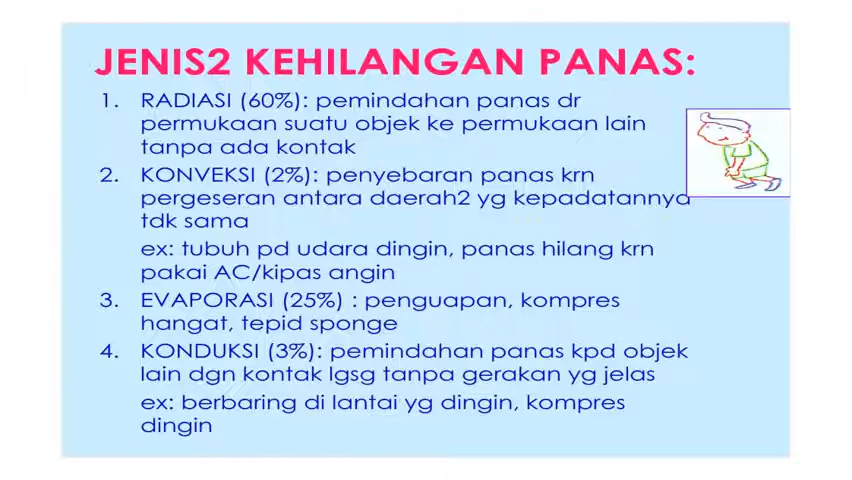 JENIS2 KEHILANGAN PANAS:
1. RADIASI (60%): pemindahan panas dr
permukaan suatu objek ke permukaan lain
tanpa ada kontak
2. KONVEKSI (2%): penyebaran panas krn
pergeseran antara daerah2 yg kepadatannya
tdk sama
ex: tubuh pd udara dingin, panas hilang krn
pakai AC/kipas angin
3. EVAPORASI (25%) : penguapan, kompres
hangat, tepid sponge
4. KONDUKSI (3%): pemindahan panas kpd objek
lain dgn kontak lgsg tanpa gerakan yg jelas
ex: berbaring di lantai yg dingin, kompres
dingin